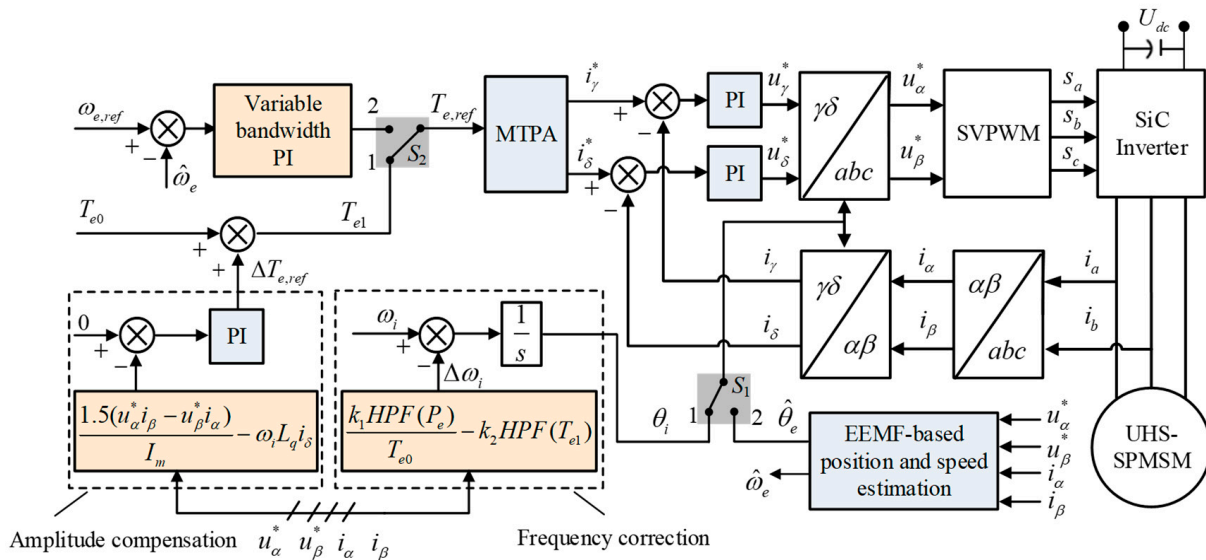 U_dc
ω_e,ref
+
−
ω̂_e
Variable
bandwidth
PI
2
1
S_2
T_e,ref
MTPA
i_γ^*
i_δ^*
+
−
+
−
PI
PI
u_γ^*
u_δ^*
γδ
abc
u_α^*
u_β^*
SVPWM
s_a
s_b
s_c
SiC
Inverter
T_e0
+
+
T_e1
ΔT_e,ref
0
+
−
PI
ω_i
+
−
1/s
Δω_i
i_γ
i_δ
γδ
αβ
i_α
i_β
αβ
abc
i_a
i_b
1.5(u_α^* i_β − u_β^* i_α)/I_m − ω_i L_q i_δ
k_1HPF(P_e)/T_e0 − k_2HPF(T_e1)
θ_i
1
S_1
2
θ̂_e
ω̂_e
EEMF-based
position and speed
estimation
u_α^*
u_β^*
i_α
i_β
UHS-
SPMSM
Amplitude compensation
u_α^* u_β^* i_α i_β
Frequency correction